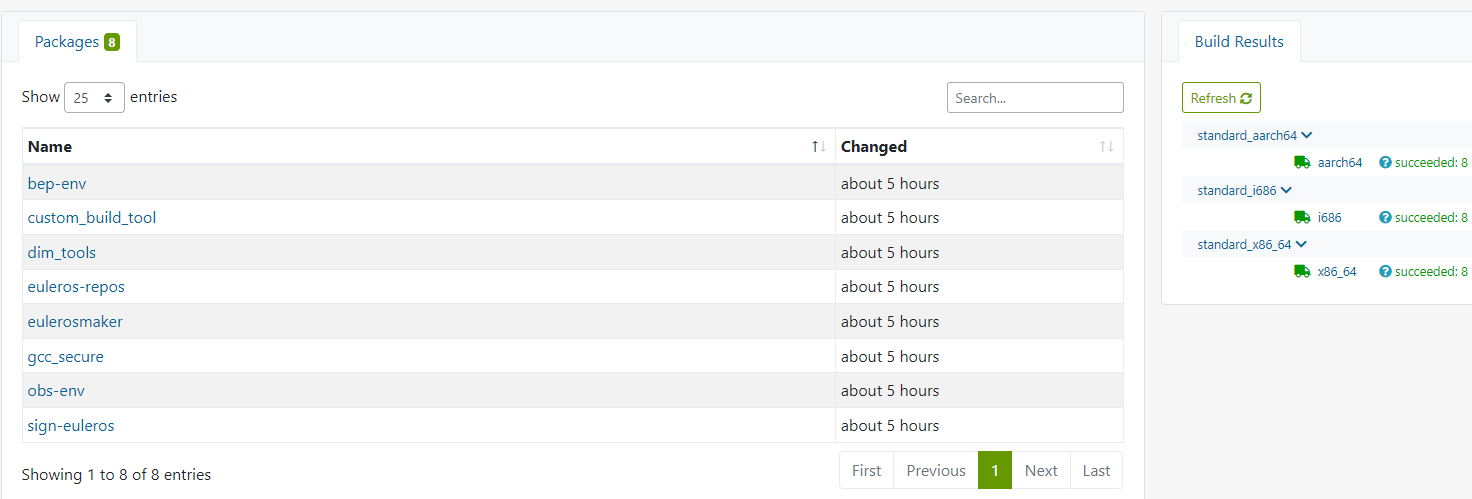 Packages 8
Show 25 entries
Search...
Name Changed
bep-env about 5 hours
custom_build_tool about 5 hours
dim_tools about 5 hours
euleros-repos about 5 hours
eulerosmaker about 5 hours
gcc_secure about 5 hours
obs-env about 5 hours
sign-euleros about 5 hours
Showing 1 to 8 of 8 entries
First Previous 1 Next Last
Build Results
Refresh
standard_aarch64
aarch64 succeeded: 8
standard_i686
i686 succeeded: 8
standard_x86_64
x86_64 succeeded: 8